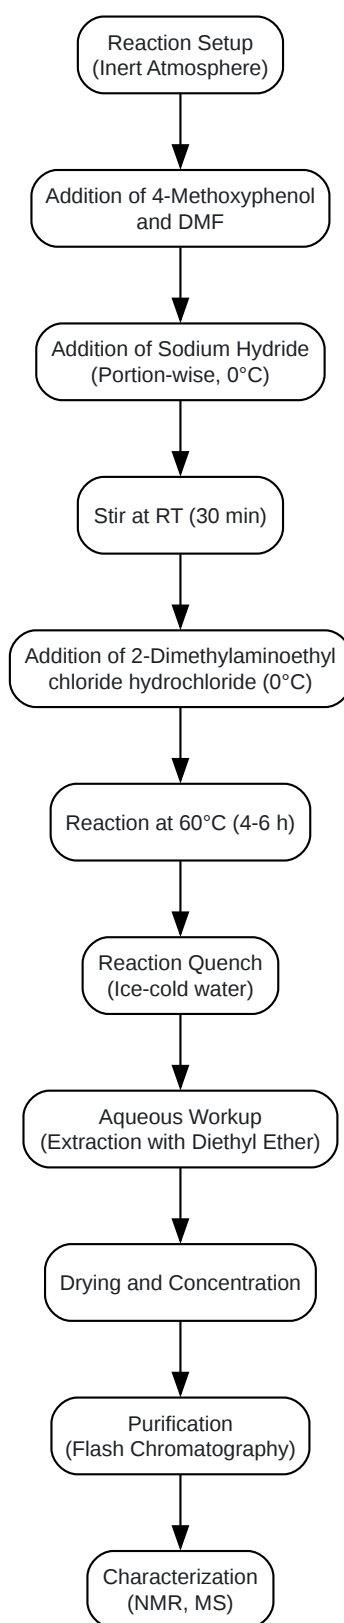 Reaction Setup
(Inert Atmosphere)
Addition of 4-Methoxyphenol
and DMF
Addition of Sodium Hydride
(Portion-wise, 0°C)
Stir at RT (30 min)
Addition of 2-Dimethylaminoethyl
chloride hydrochloride (0°C)
Reaction at 60°C (4-6 h)
Reaction Quench
(Ice-cold water)
Aqueous Workup
(Extraction with Diethyl Ether)
Drying and Concentration
Purification
(Flash Chromatography)
Characterization
(NMR, MS)